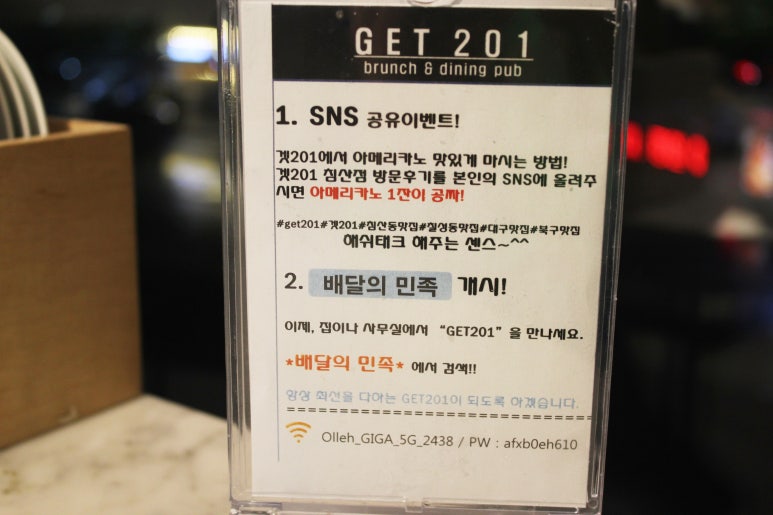 GET 201
brunch & dining pub
1. SNS 공유이벤트!
겟201에서 아메리카노 맛있게 마시는 방법!
겟201 침산점 방문후기를 본인의 SNS에 올려주
시면 아메리카노 1잔이 공짜!
#get201#겟201#침산동맛집#칠성동맛집#대구맛집#북구맛집
해쉬태크 해주는 센스~^^
2. 배달의 민족 개시!
이제, 집이나 사무실에서 “GET201”을 만나세요.
*배달의 민족* 에서 검색!!
항상 최선을 다하는 GET201이 되도록 하겠습니다.
Olleh_GIGA_5G_2438 / PW : afxb0eh610